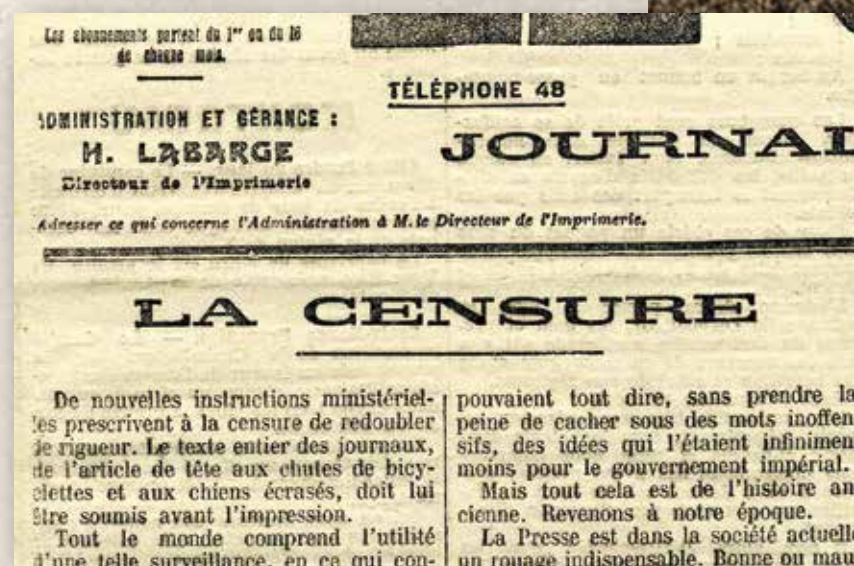 Les abonnements partent du 1er ou du 16
de chaque mois.
ADMINISTRATION ET GÉRANCE :
H. LABARGE
Directeur de l'Imprimerie
TÉLÉPHONE 48
JOURNAL
Adresser ce qui concerne l'Administration à M. le Directeur de l'Imprimerie.
LA CENSURE
De nouvelles instructions ministériel-
les prescrivent à la censure de redoubler
de rigueur. Le texte entier des journaux,
de l'article de tête aux chutes de bicy-
clettes et aux chiens écrasés, doit lui
être soumis avant l'impression.
Tout le monde comprend l'utilité
d'une telle surveillance, en ce qui con-
pouvaient tout dire, sans prendre la
peine de cacher sous des mots inoffen
sifs, des idées qui l'étaient infinimen
moins pour le gouvernement impérial.
Mais tout cela est de l'histoire an
cienne. Revenons à notre époque.
La Presse est dans la société actuelle
un rouage indispensable. Bonne ou mau